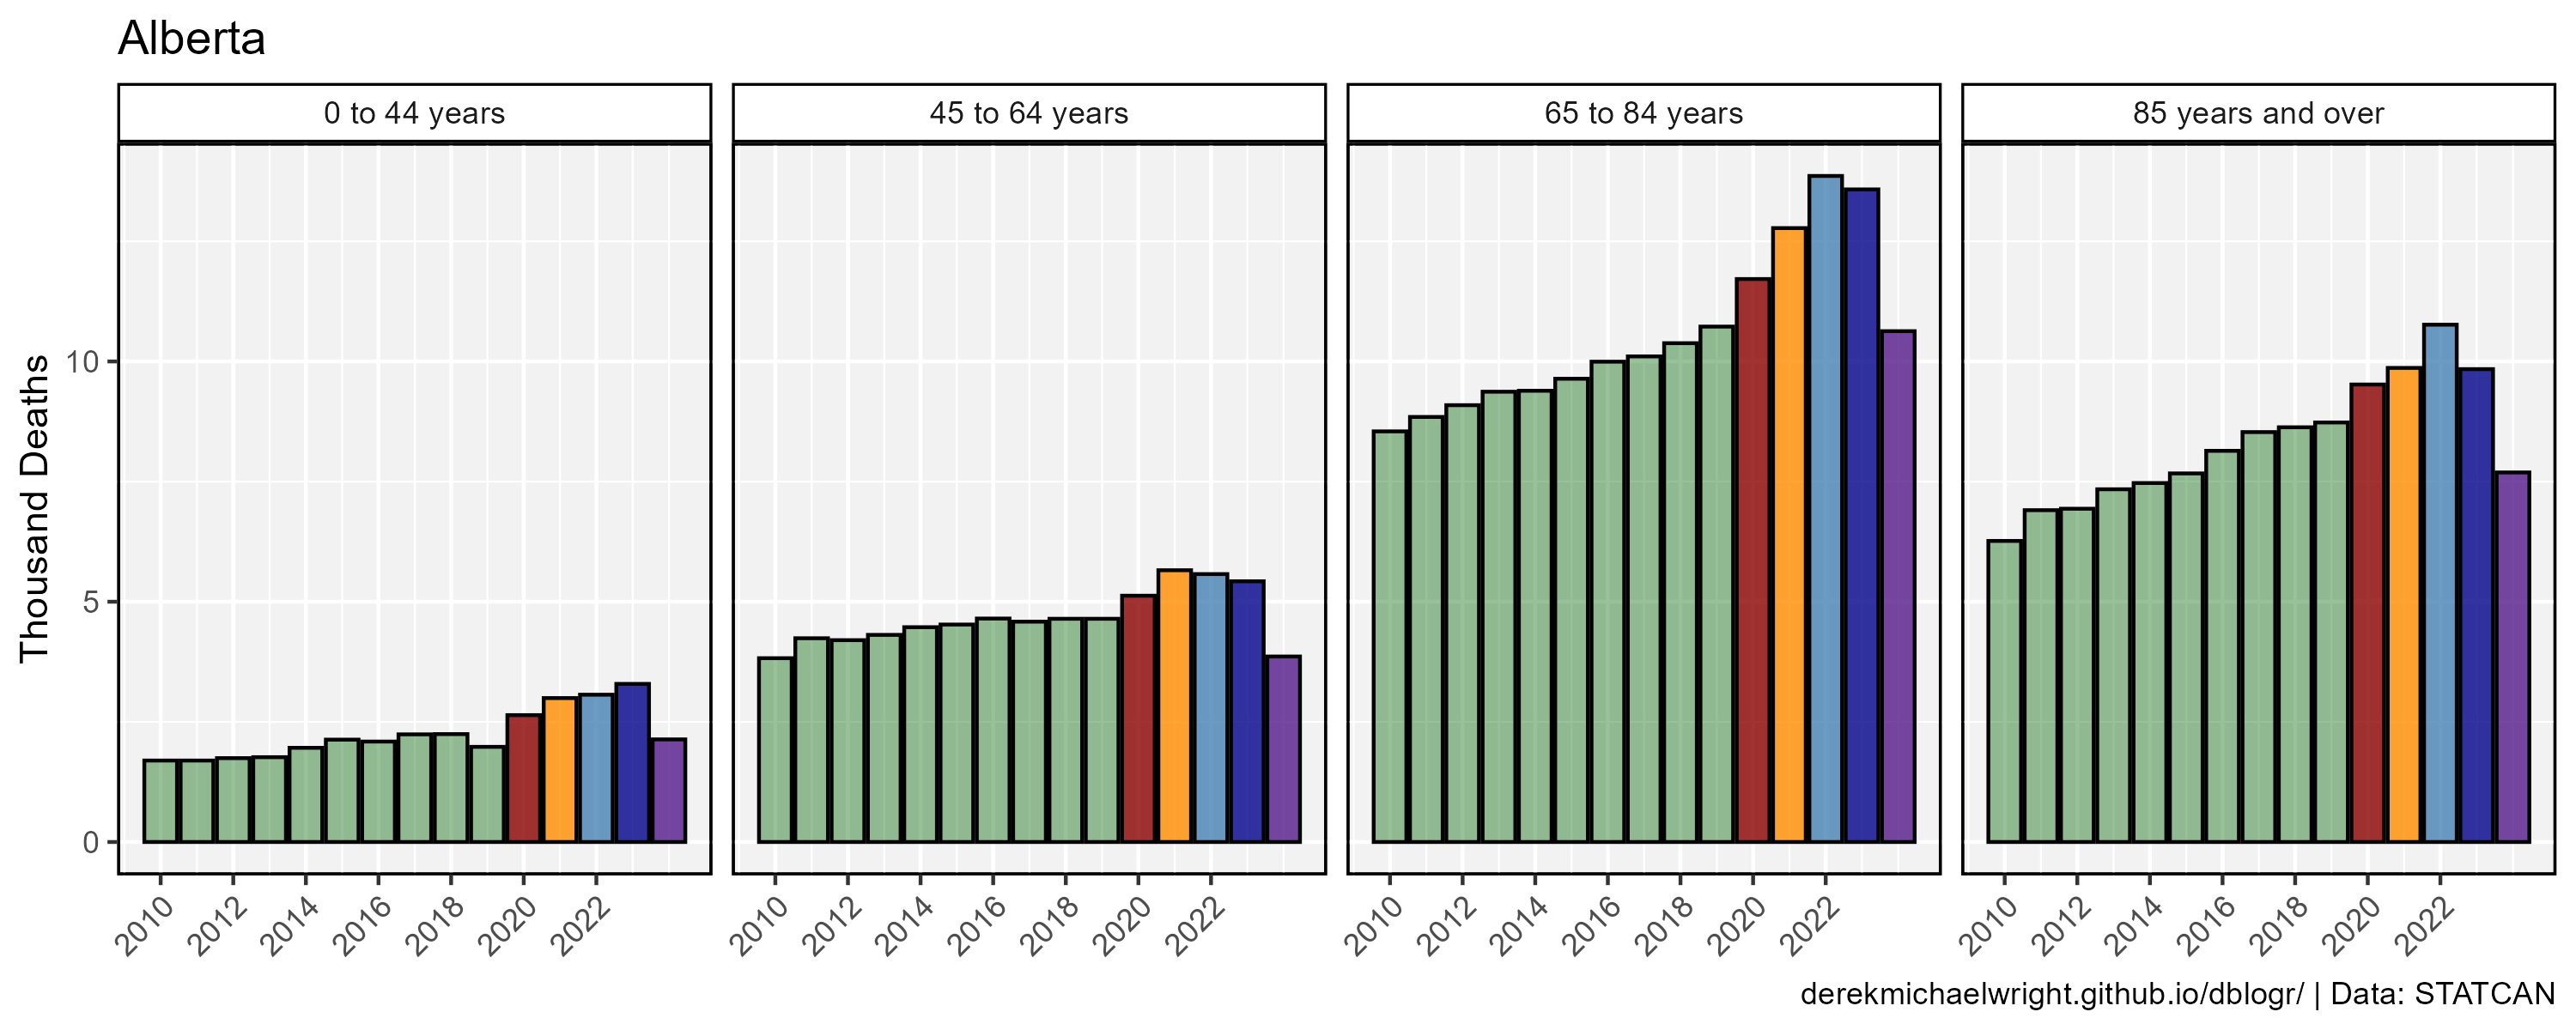 Alberta
0 to 44 years
45 to 64 years
65 to 84 years
85 years and over
Thousand Deaths
10
5
0
2010 2012 2014 2016 2018 2020 2022
2010 2012 2014 2016 2018 2020 2022
2010 2012 2014 2016 2018 2020 2022
2010 2012 2014 2016 2018 2020 2022
derekmichaelwright.github.io/dblogr/ | Data: STATCAN